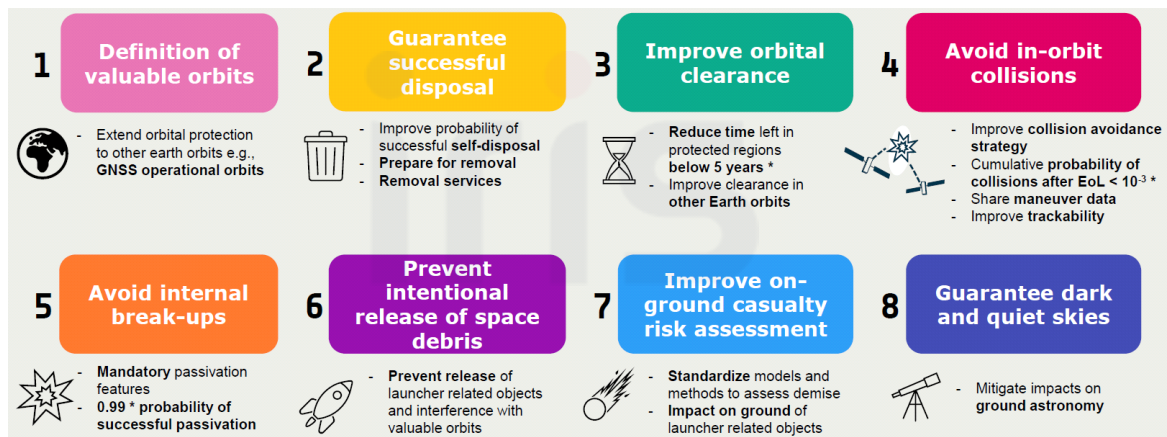 1
Definition of
valuable orbits
- Extend orbital protection
to other earth orbits e.g.,
GNSS operational orbits
2
Guarantee
successful
disposal
- Improve probability of
successful self-disposal
- Prepare for removal
- Removal services
3
Improve orbital
clearance
- Reduce time left in
protected regions
below 5 years *
- Improve clearance in
other Earth orbits
4
Avoid in-orbit
collisions
- Improve collision avoidance
strategy
- Cumulative probability of
collisions after EoL < 10⁻³ *
- Share maneuver data
- Improve trackability
5
Avoid internal
break-ups
- Mandatory passivation
features
- 0.99 * probability of
successful passivation
6
Prevent
intentional
release of space
debris
- Prevent release of
launcher related objects
and interference with
valuable orbits
7
Improve on-
ground casualty
risk assessment
- Standardize models and
methods to assess demise
- Impact on ground of
launcher related objects
8
Guarantee dark
and quiet skies
- Mitigate impacts on
ground astronomy
iris